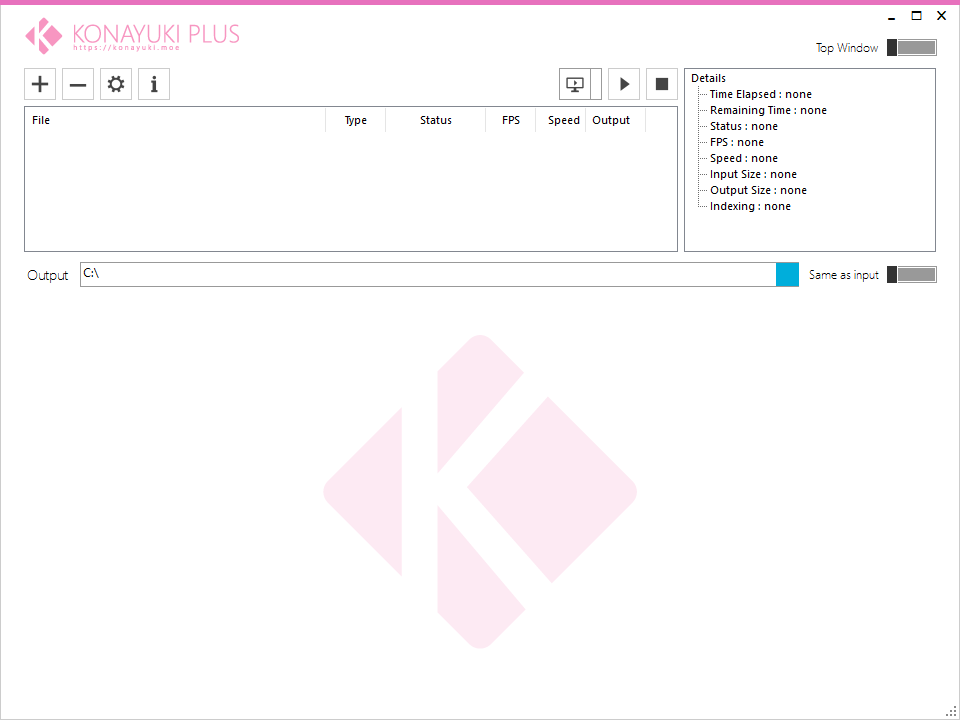 KONAYUKI PLUS
https://konayuki.moe
Top Window
Details
Time Elapsed : none
Remaining Time : none
Status : none
FPS : none
Speed : none
Input Size : none
Output Size : none
Indexing : none
File Type Status FPS Speed Output
Output C:\ Same as input